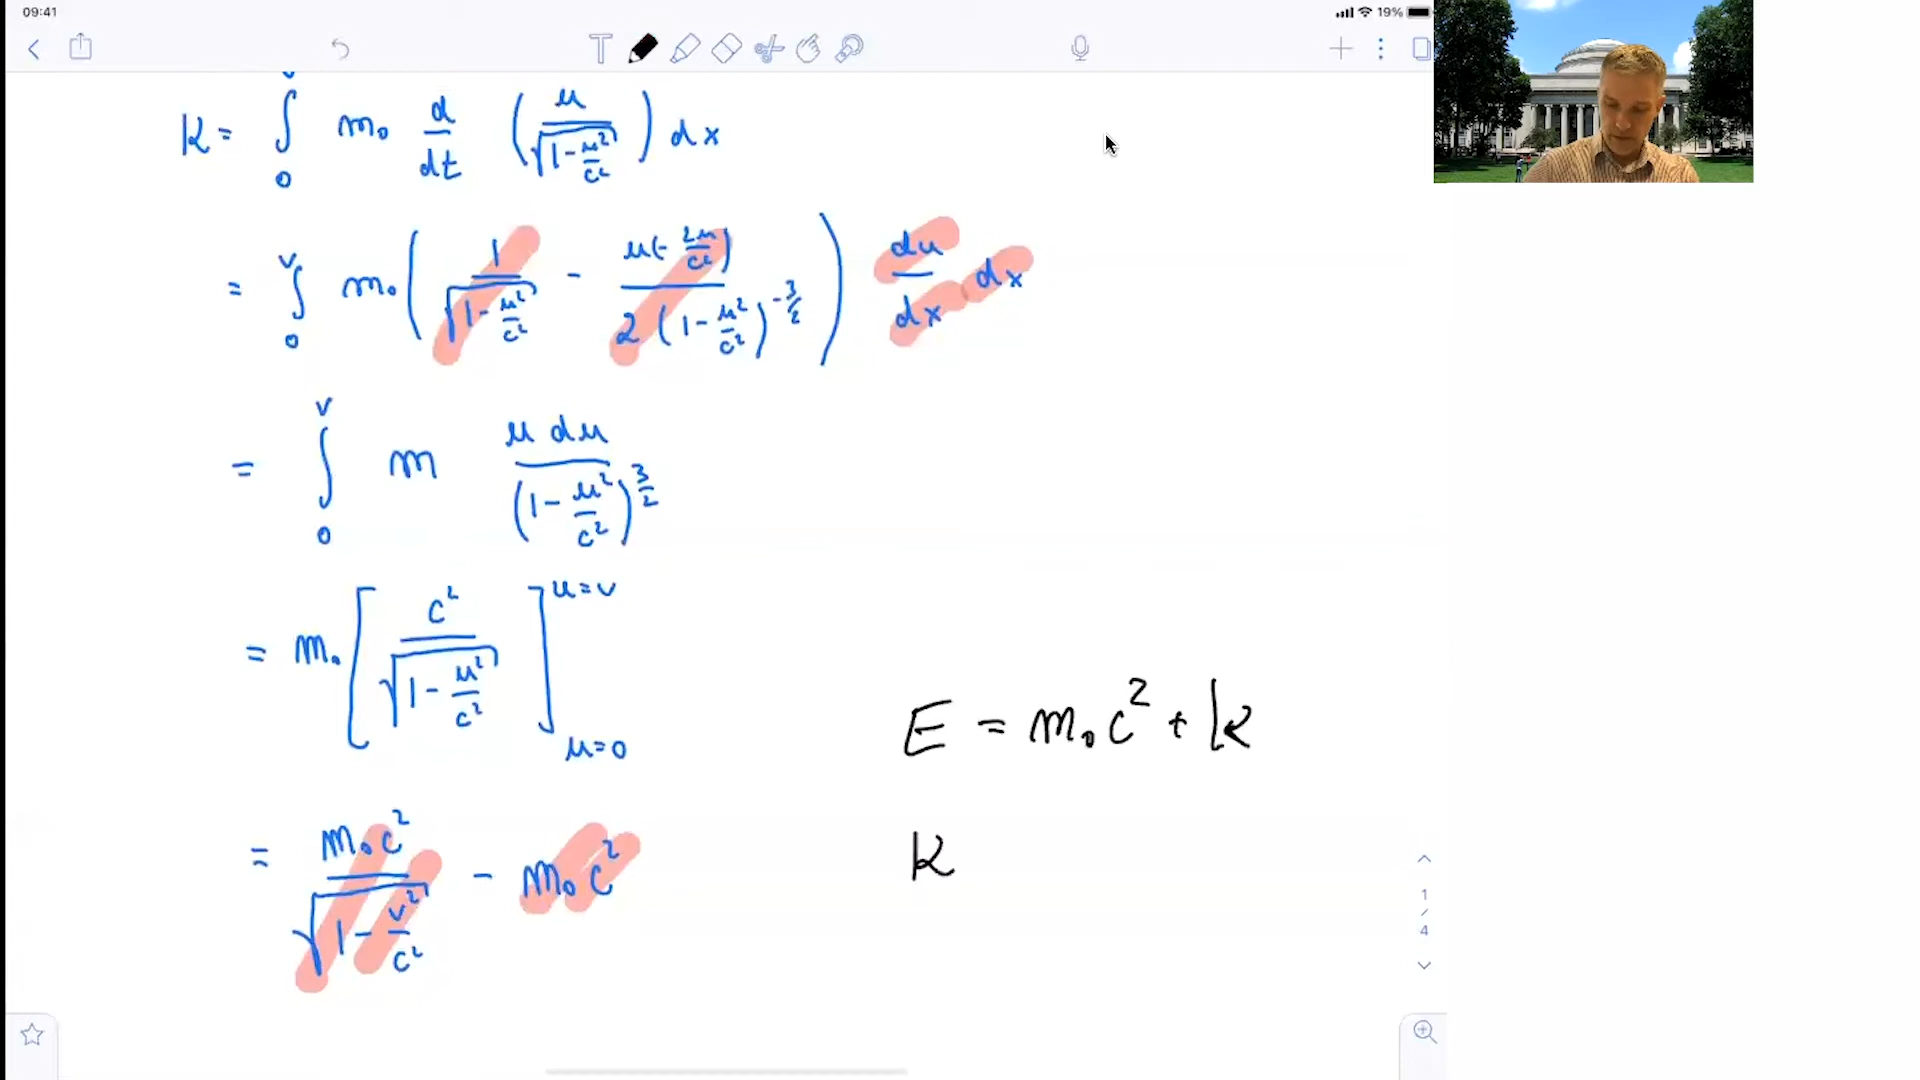 09:41 19%
T
v
K = ∫ m₀ d/dt ( u / √(1 - u²/c²) ) dx
0
v
= ∫ m₀ ( 1 / √(1 - u²/c²) - u(- 2u/c²) / 2 (1 - u²/c²)^(-3/2) ) du/dx dx
0
v
= ∫ m u du / (1 - u²/c²)^(3/2)
0
= m₀ [ c² / √(1 - u²/c²) ] u=v
u=0
E = m₀c² + K
= m₀c² / √(1 - v²/c²) - m₀c²
K
1
/
4